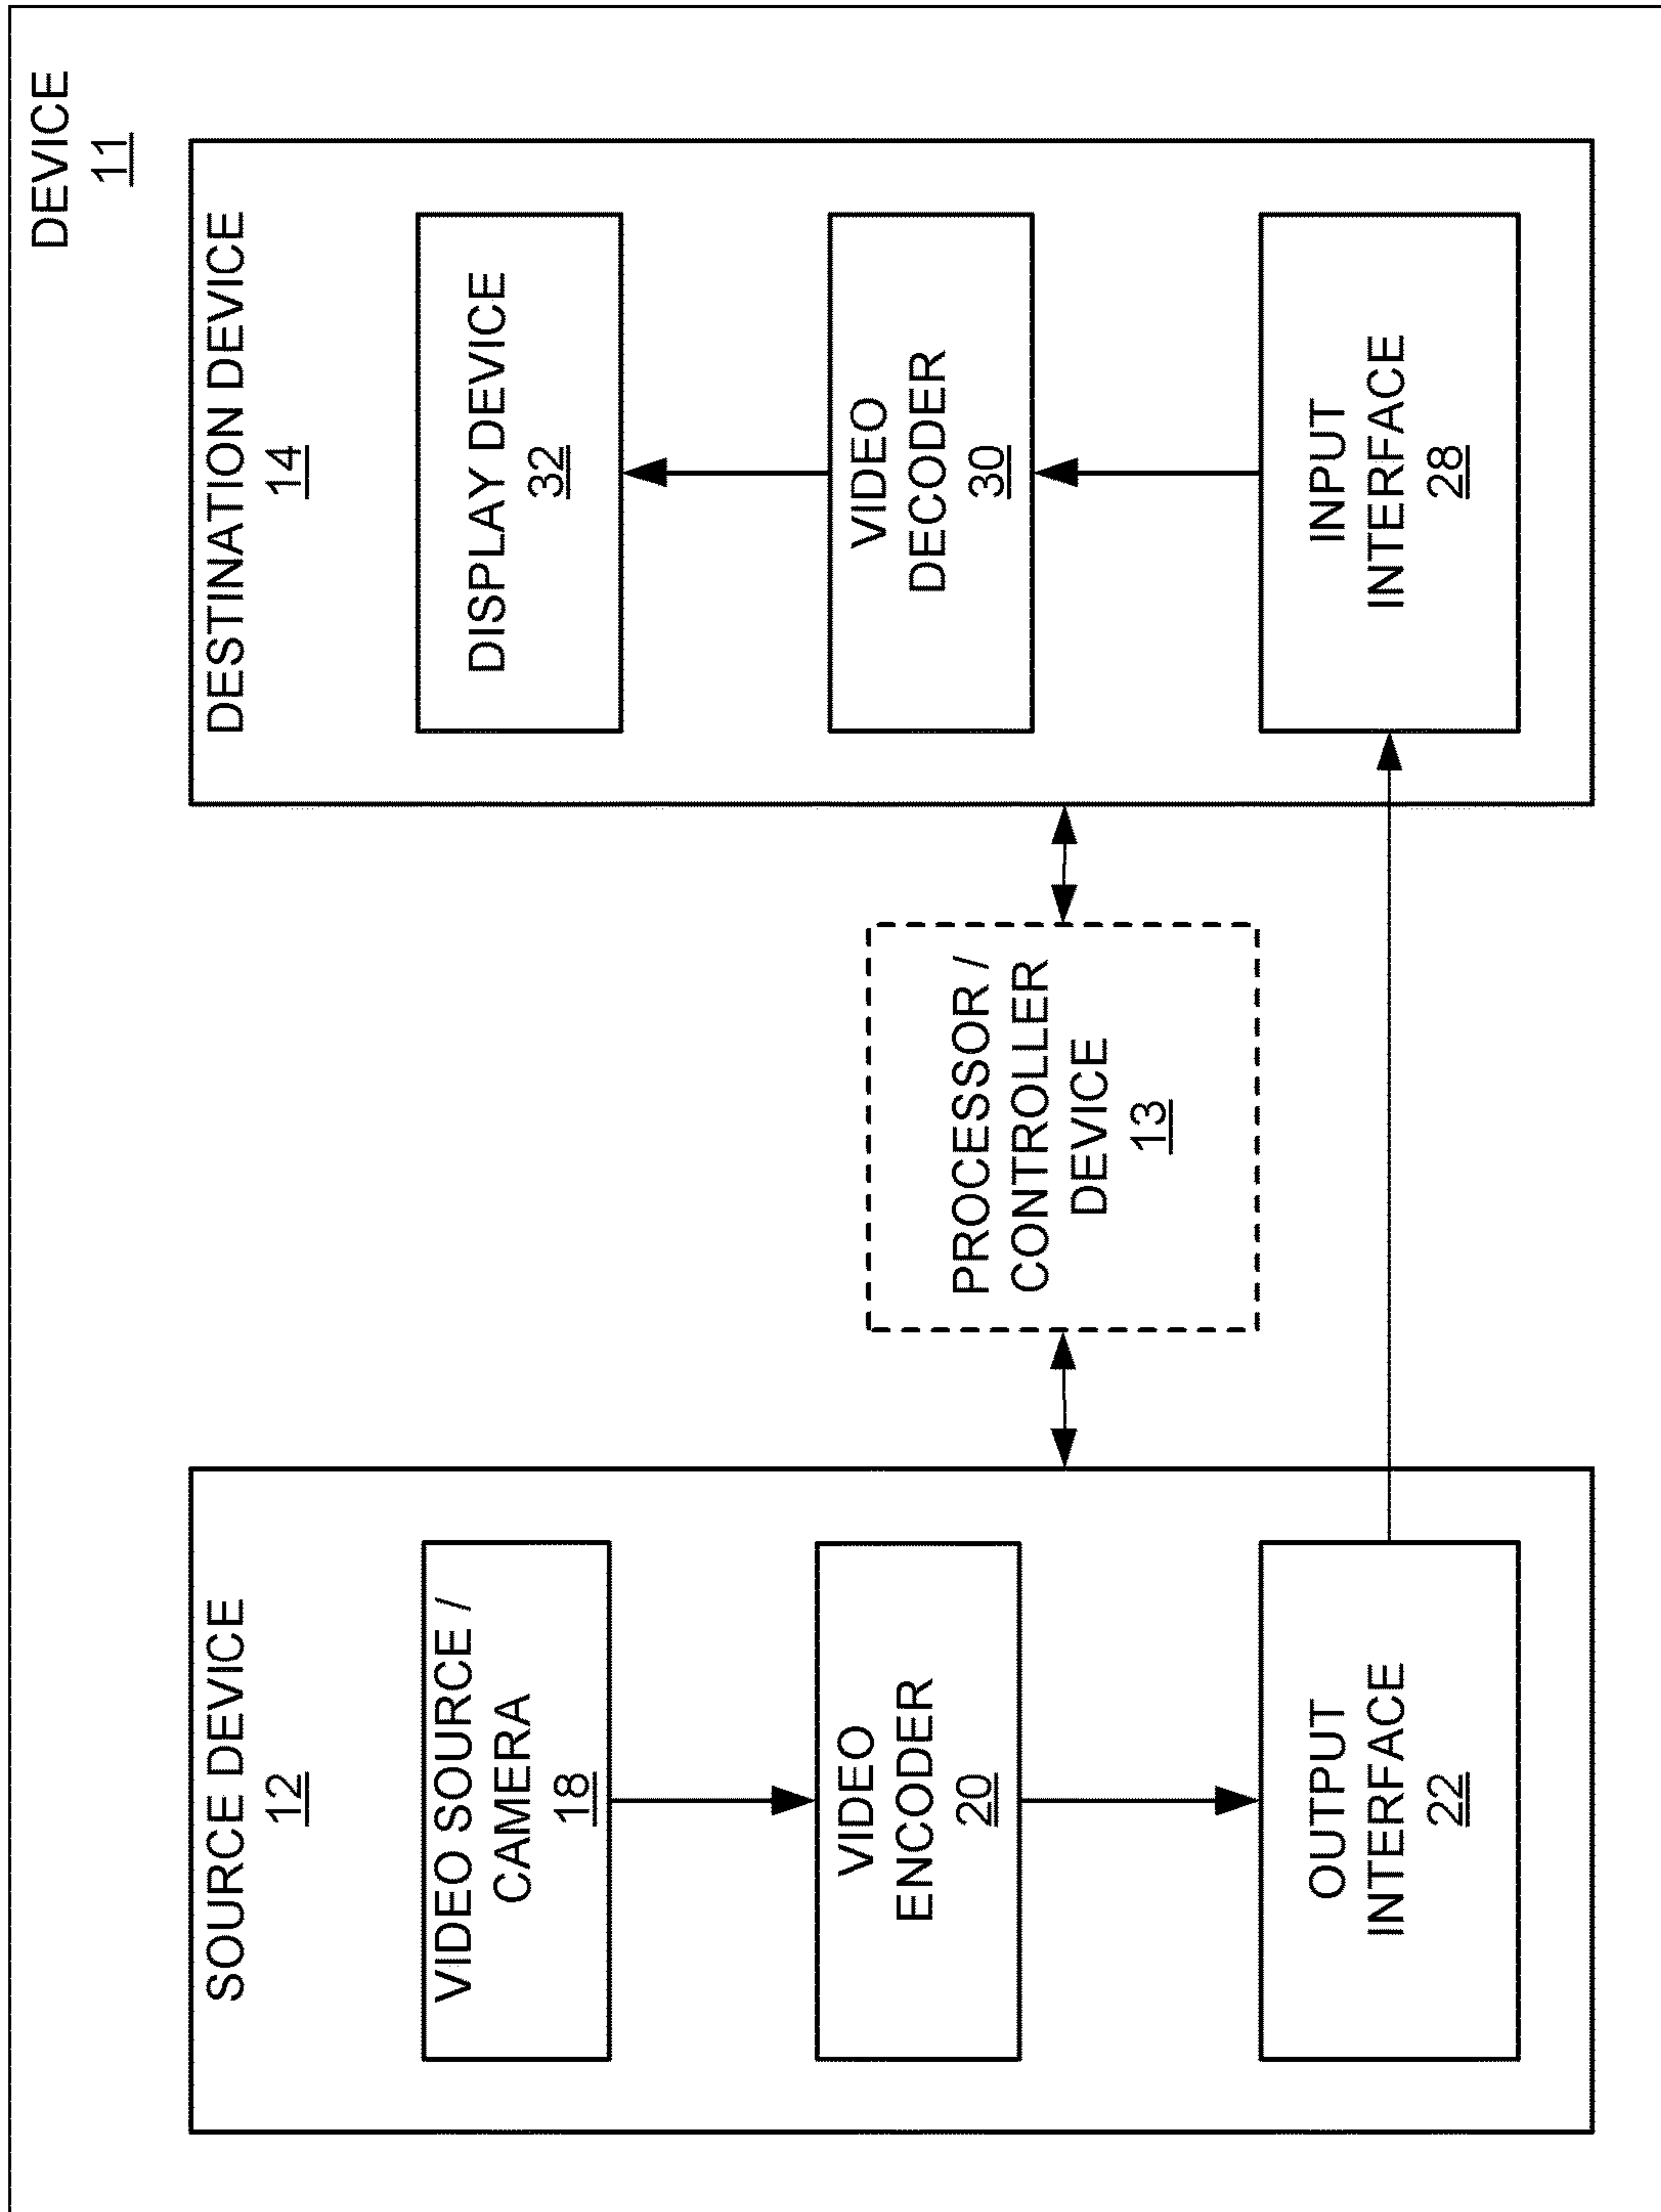 DEVICE
11
SOURCE DEVICE
12
VIDEO SOURCE /
CAMERA
18
VIDEO
ENCODER
20
OUTPUT
INTERFACE
22
PROCESSOR /
CONTROLLER
DEVICE
13
DESTINATION DEVICE
14
DISPLAY DEVICE
32
VIDEO
DECODER
30
INPUT
INTERFACE
28